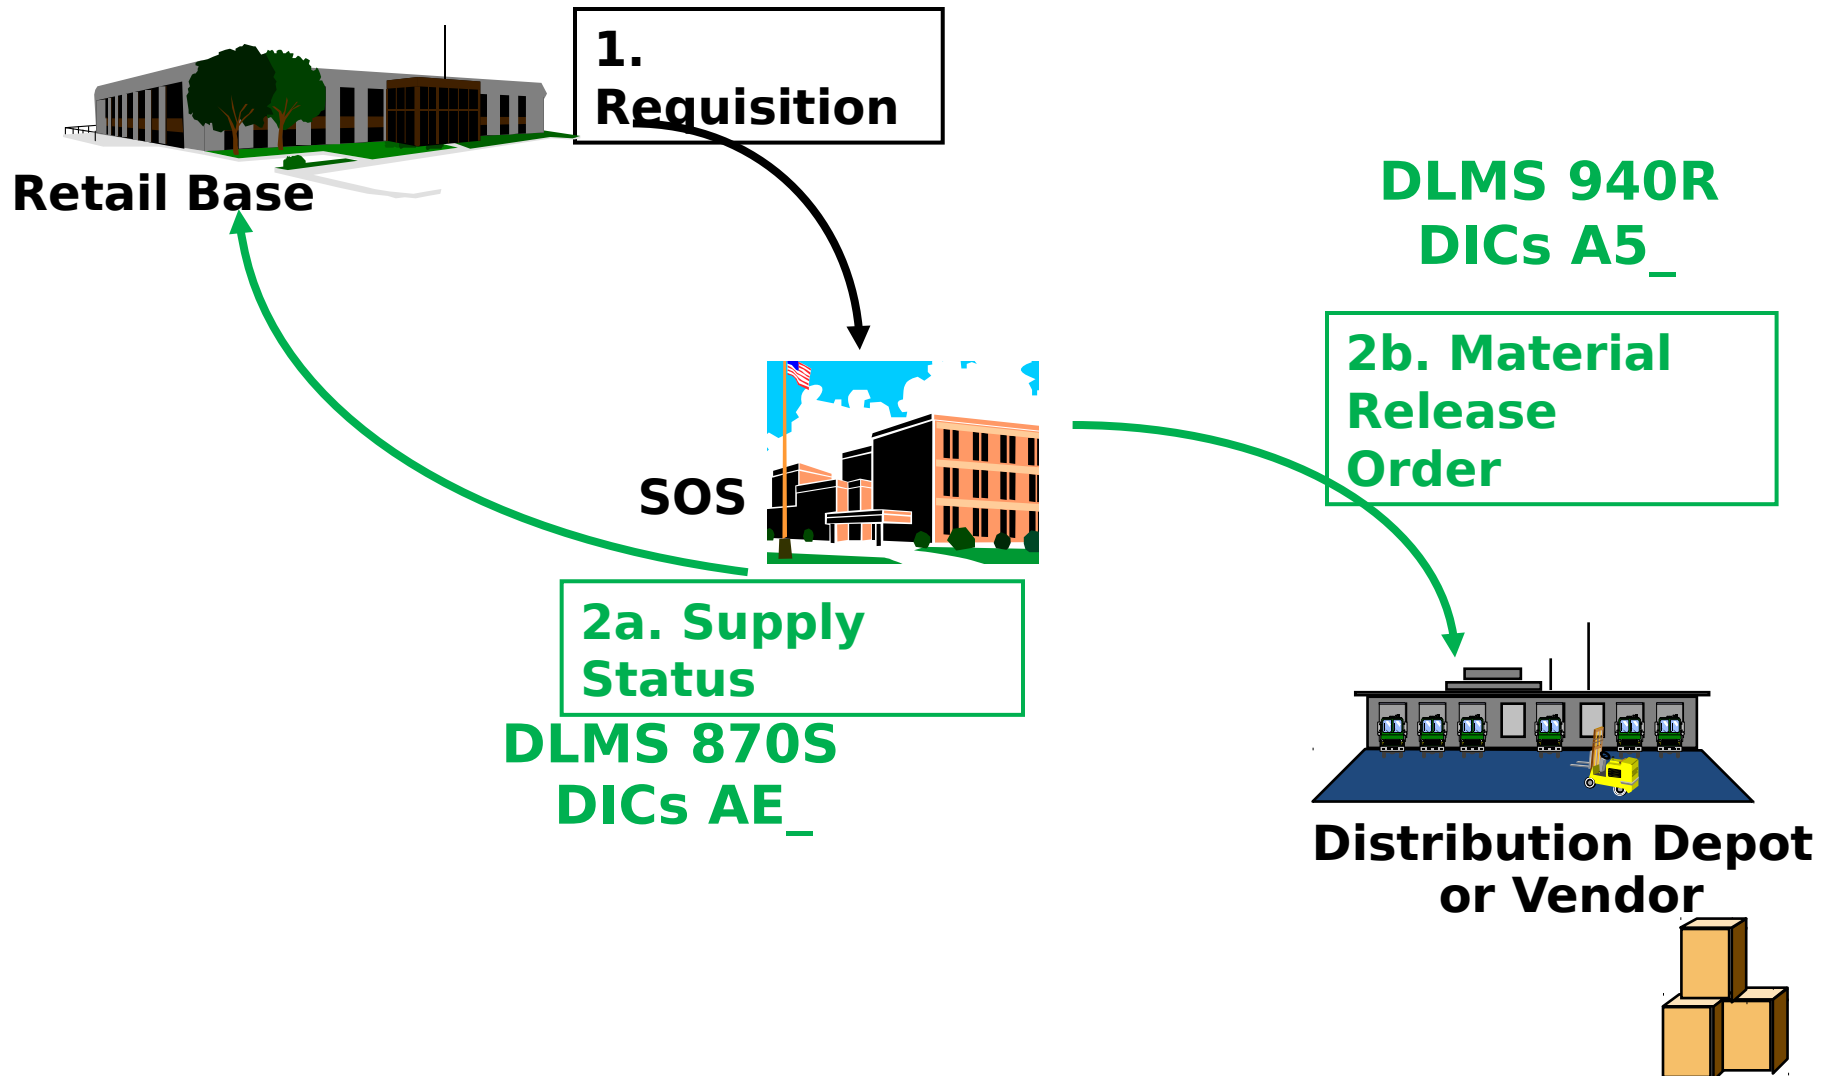 1.
Requisition
Retail Base
DLMS 940R
DICs A5_
2b. Material
Release
Order
SOS
2a. Supply
Status
DLMS 870S
DICs AE_
Distribution Depot
or Vendor